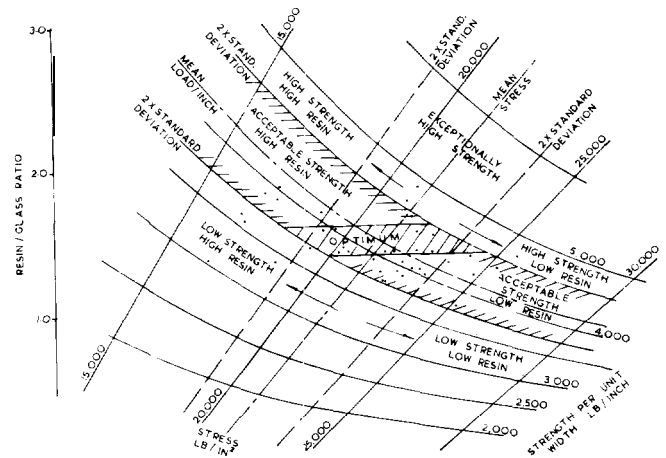 3.0
2.0
1.0
RESIN / GLASS RATIO
15,000
2 X STAND.
DEVIATION
20,000
MEAN
STRESS
2 X STANDARD
DEVIATION
25,000
30,000
2 X STAND.
DEVIATION
MEAN
LOAD/INCH
2 X STANDARD
DEVIATION
HIGH STRENGTH
HIGH RESIN
ACCEPTABLE STRENGTH
HIGH RESIN
EXCEPTIONALLY
HIGH STRENGTH
OPTIMUM
LOW STRENGTH
HIGH RESIN
HIGH STRENGTH
LOW RESIN
ACCEPTABLE
STRENGTH
LOW RESIN
LOW STRENGTH
LOW RESIN
5,000
4,000
3,000
2,500
2,000
15,000
20,000
STRESS
LB / IN²
25,000
STRENGTH PER UNIT
WIDTH LB / INCH